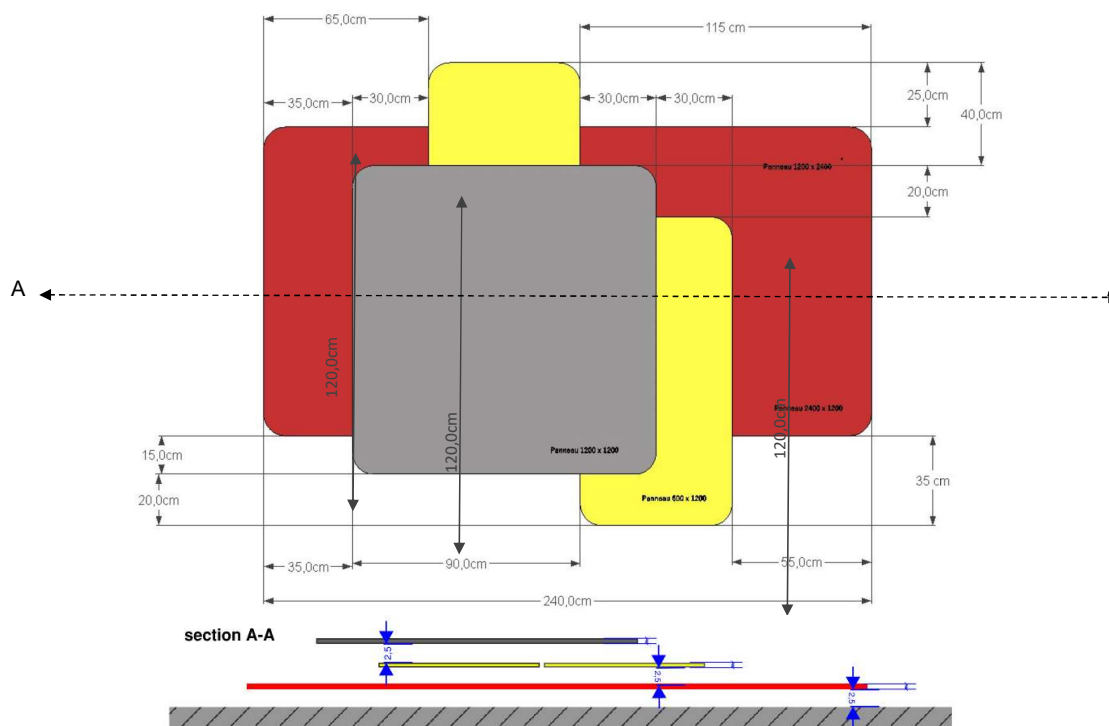 65,0cm
115 cm
35,0cm
30,0cm
30,0cm
30,0cm
25,0cm
40,0cm
Panneau 1200 x 2400
20,0cm
A
120,0cm
120,0cm
120,0cm
Panneau 2400 x 1200
15,0cm
Panneau 1200 x 1200
20,0cm
Panneau 600 x 1200
35 cm
35,0cm
90,0cm
55,0cm
240,0cm
section A-A
2,5
2,5
2,5